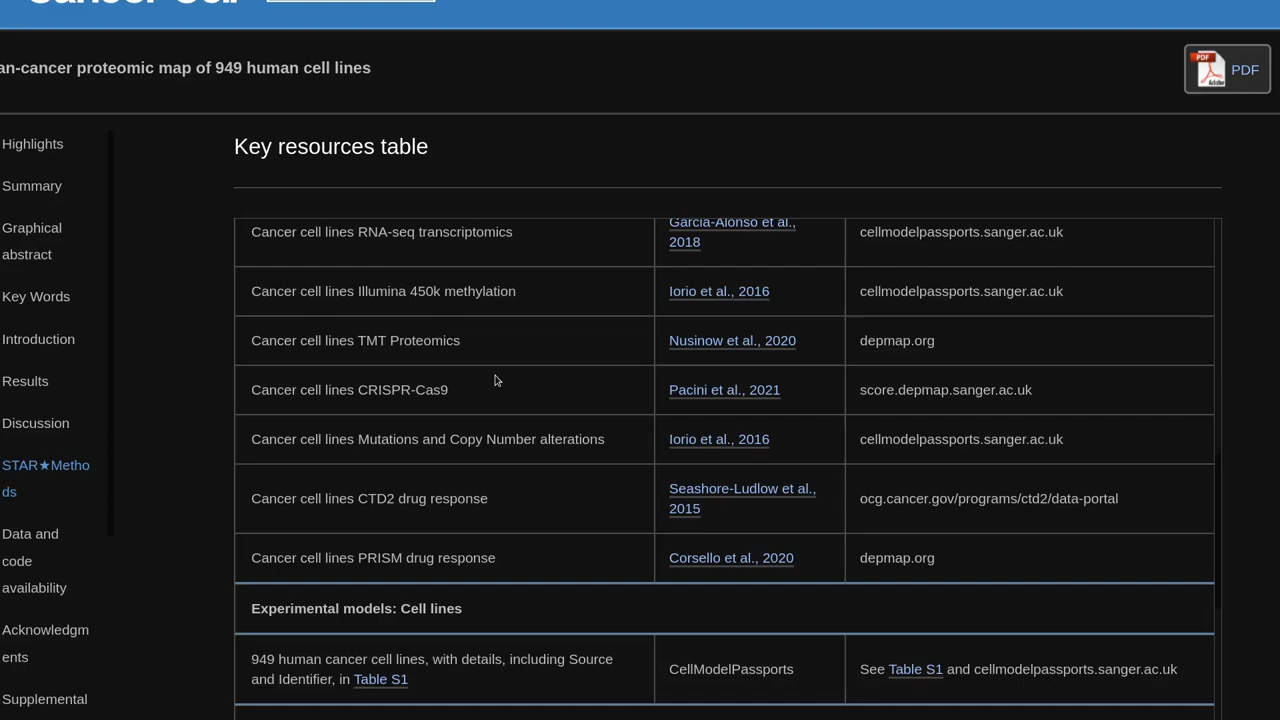 Cancer Cell
an-cancer proteomic map of 949 human cell lines
PDF
PDF
Adobe
Highlights
Summary
Graphical
abstract
Key Words
Introduction
Results
Discussion
STAR★Metho
ds
Data and
code
availability
Acknowledgm
ents
Supplemental
Key resources table
Cancer cell lines RNA-seq transcriptomics
Garcia-Alonso et al.,
2018
cellmodelpassports.sanger.ac.uk
Cancer cell lines Illumina 450k methylation
Iorio et al., 2016
cellmodelpassports.sanger.ac.uk
Cancer cell lines TMT Proteomics
Nusinow et al., 2020
depmap.org
Cancer cell lines CRISPR-Cas9
Pacini et al., 2021
score.depmap.sanger.ac.uk
Cancer cell lines Mutations and Copy Number alterations
Iorio et al., 2016
cellmodelpassports.sanger.ac.uk
Cancer cell lines CTD2 drug response
Seashore-Ludlow et al.,
2015
ocg.cancer.gov/programs/ctd2/data-portal
Cancer cell lines PRISM drug response
Corsello et al., 2020
depmap.org
Experimental models: Cell lines
949 human cancer cell lines, with details, including Source
and Identifier, in Table S1
CellModelPassports
See Table S1 and cellmodelpassports.sanger.ac.uk